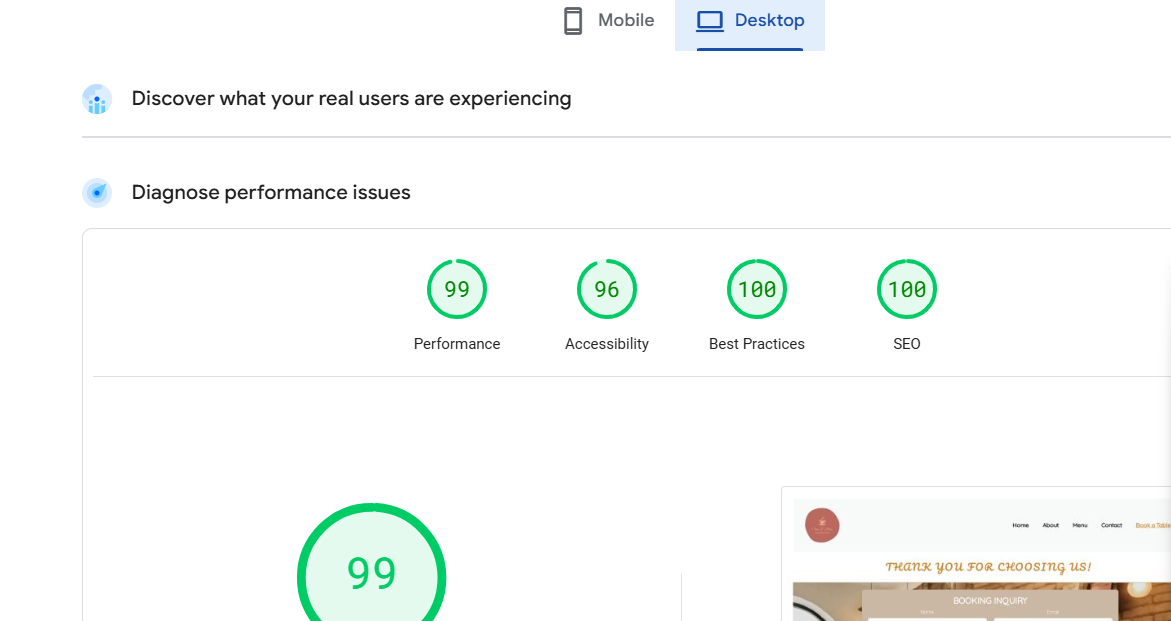 Mobile
Desktop
Discover what your real users are experiencing
Diagnose performance issues
99
96
100
100
Performance
Accessibility
Best Practices
SEO
99
Home
About
Menu
Contact
Book a Table
THANK YOU FOR CHOOSING US!
BOOKING INQUIRY
Name
Email